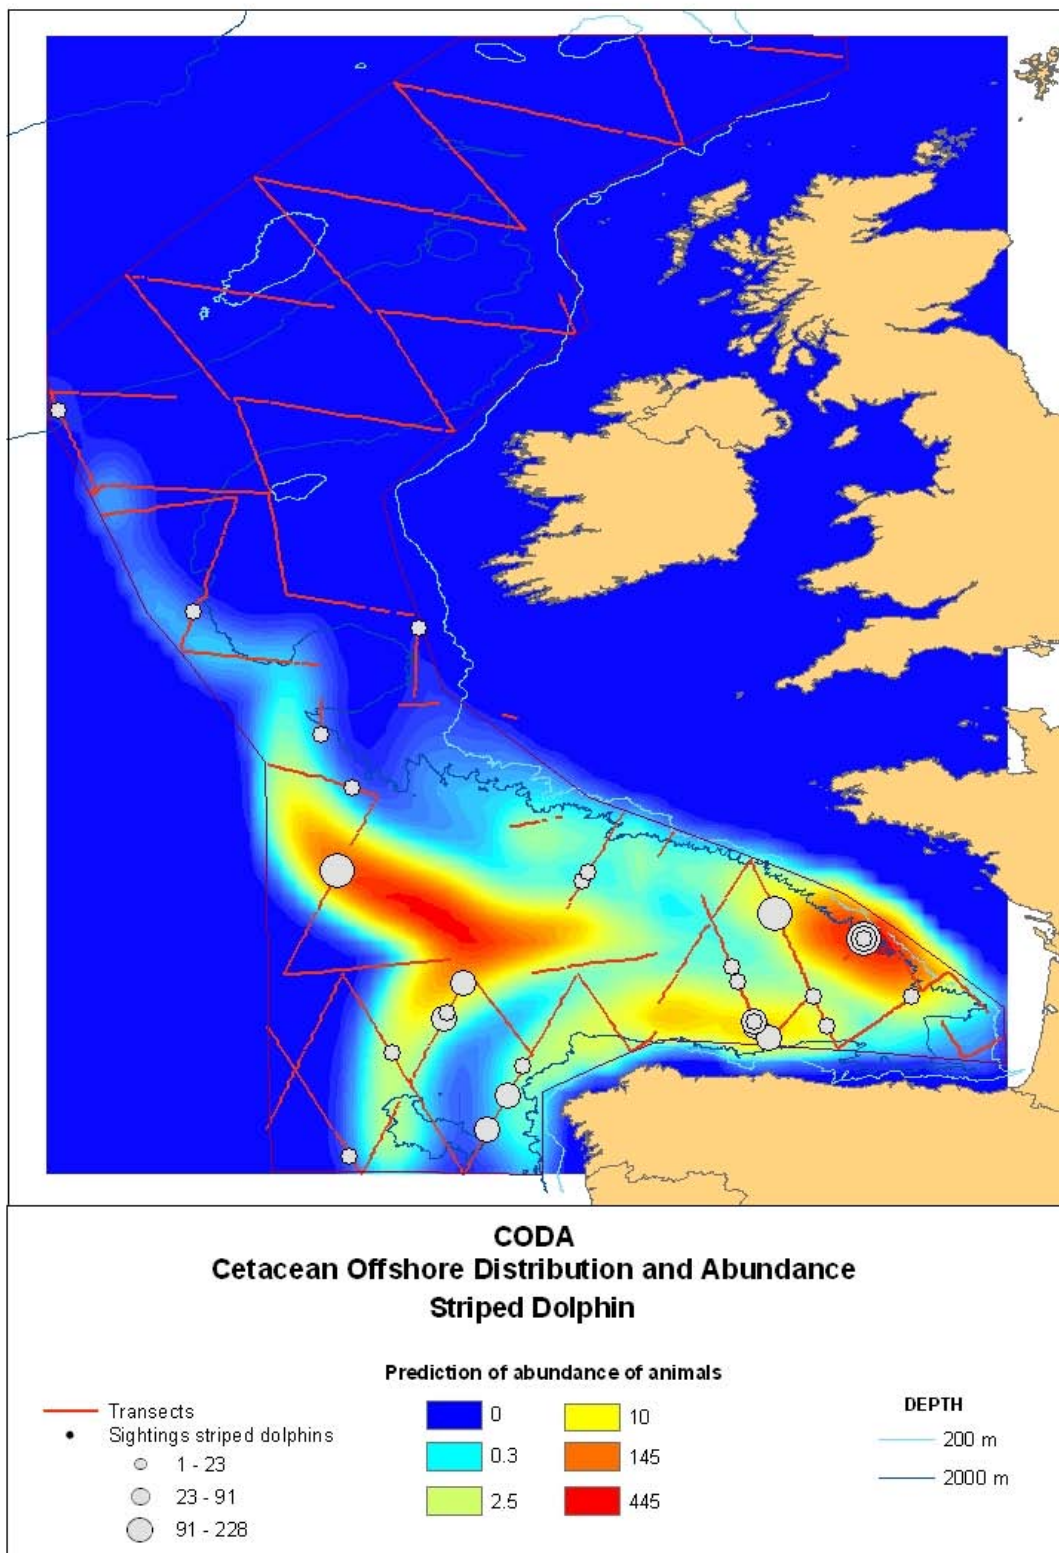 CODA
Cetacean Offshore Distribution and Abundance
Striped Dolphin
Prediction of abundance of animals
Transects
Sightings striped dolphins
1 - 23
23 - 91
91 - 228
0
0.3
2.5
10
145
445
DEPTH
200 m
2000 m